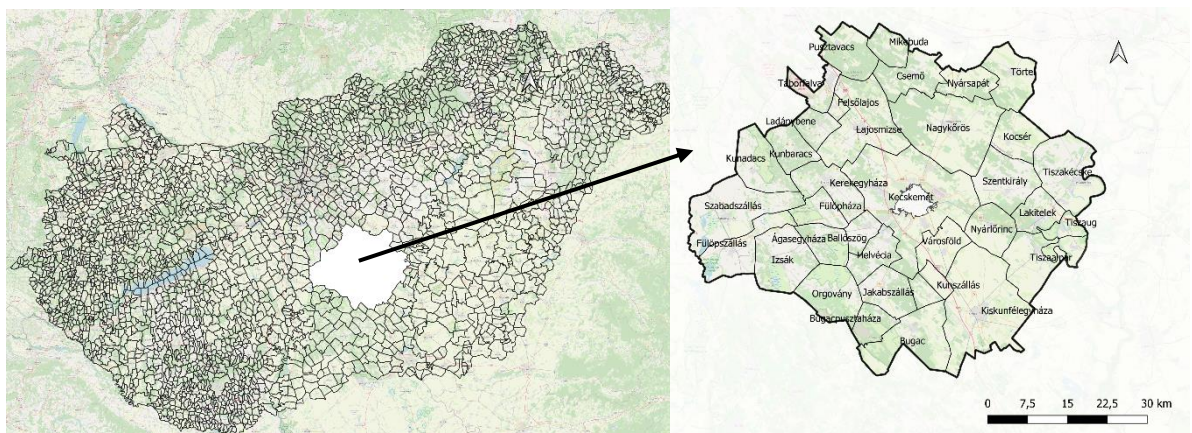 Pusztavacs
Mikebuda
Csemő
Törtel
Nyársapát
Táborfalva
Felsőlajos
Ladánybene
Lajosmizse
Nagykőrös
Kocsér
Kunadacs
Kunbaracs
Tiszakécske
Kerekegyháza
Szentkirály
Kecskemét
Szabadszállás
Fülöpháza
Lakitelek
Tiszaug
Nyárlőrinc
Fülöpszállás
Ágasegyháza
Ballószög
Városföld
Helvécia
Izsák
Tiszaalpár
Kunszállás
Orgovány
Jakabszállás
Kiskunfélegyháza
Bugacpusztaháza
Bugac
0 7,5 15 22,5 30 km